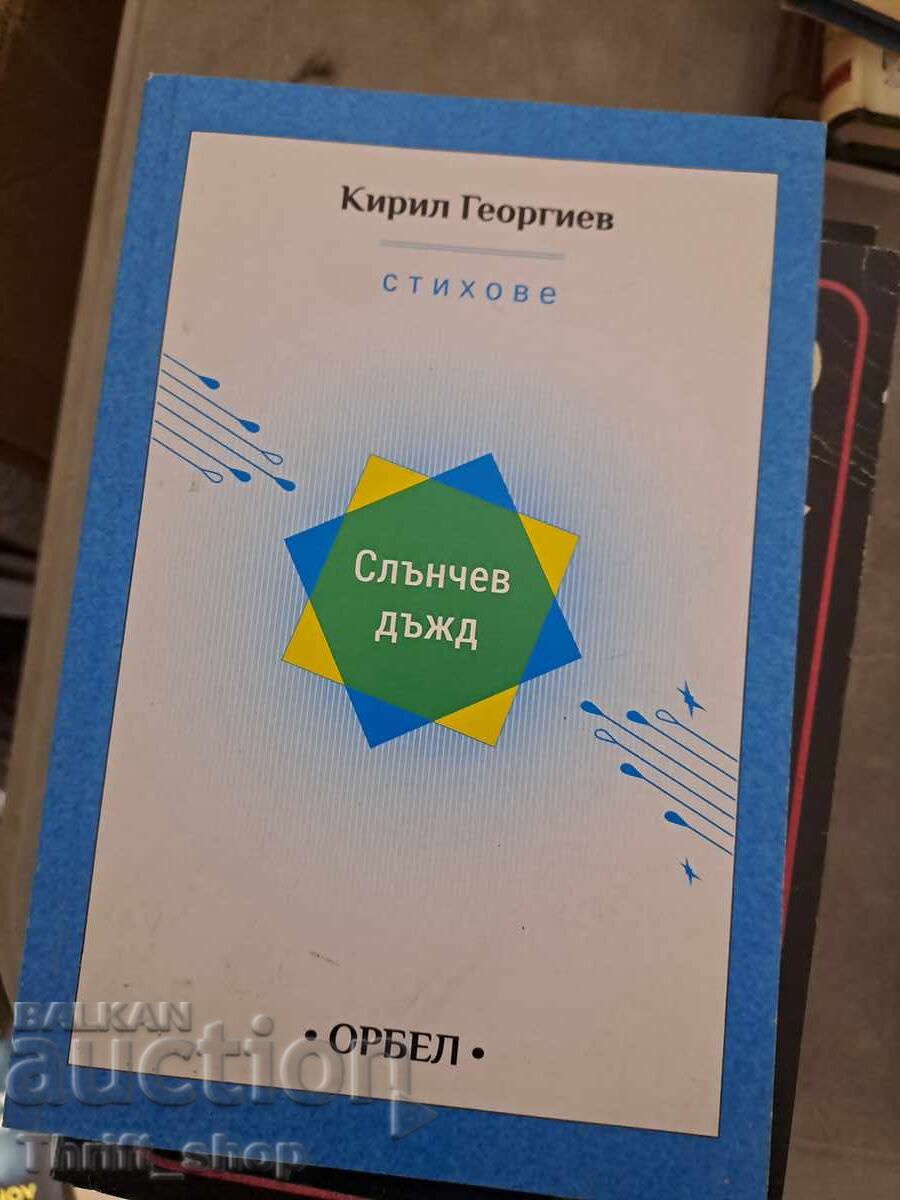 Кирил Георгиев
стихове
Слънчев
дъжд
• ОРБЕЛ •
BALKAN
auction
Thrift_shop